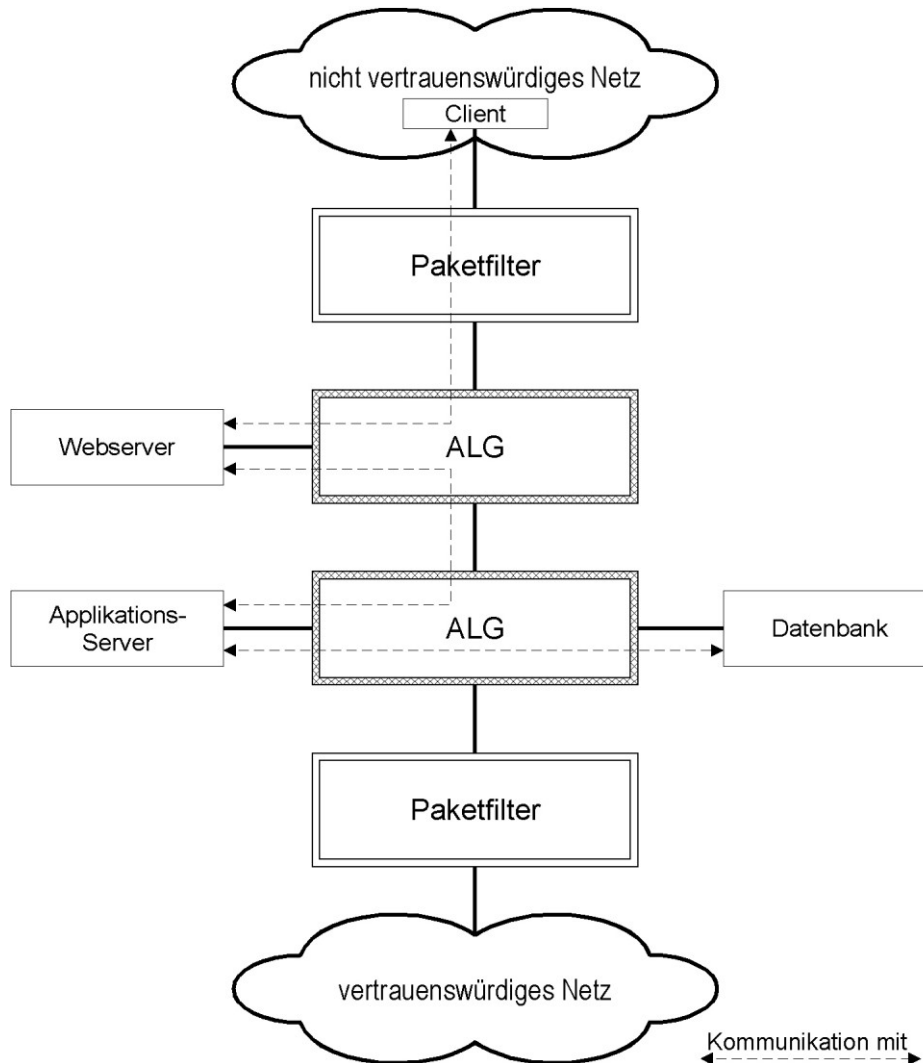 nicht vertrauenswürdiges Netz
Client
Paketfilter
Webserver
ALG
Applikations-
Server
ALG
Datenbank
Paketfilter
vertrauenswürdiges Netz
Kommunikation mit